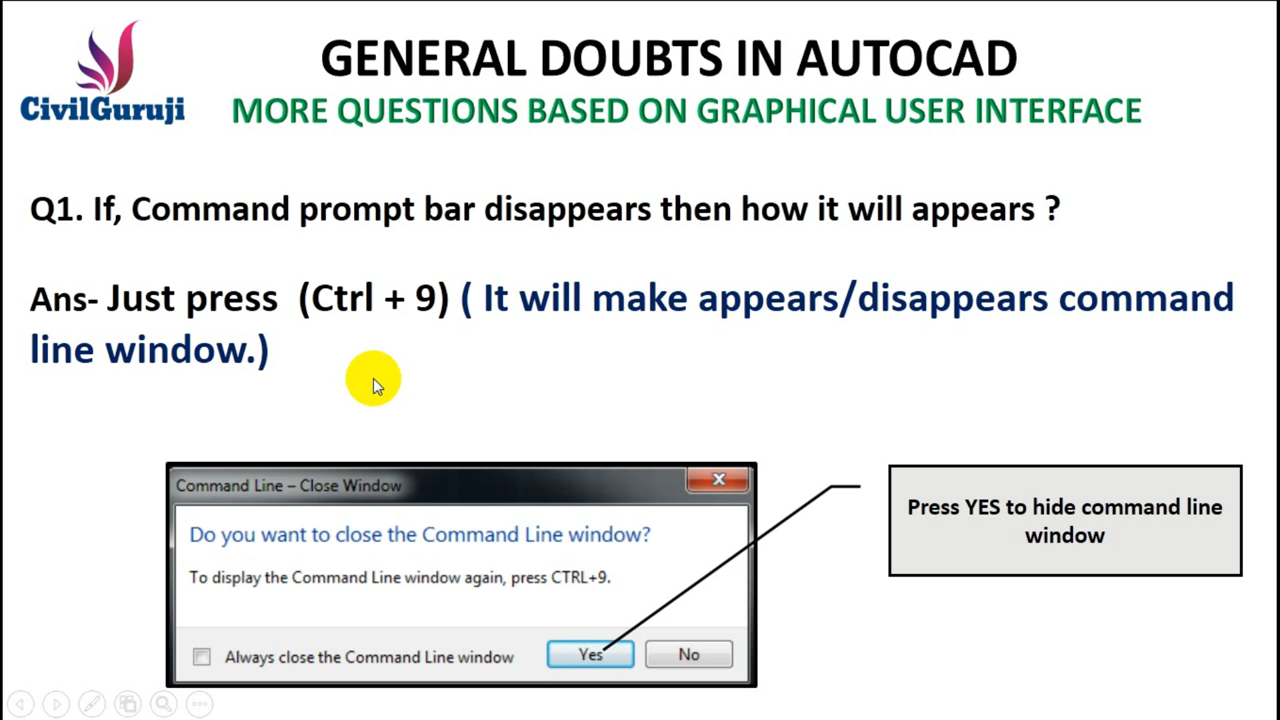 CivilGuruji
GENERAL DOUBTS IN AUTOCAD
MORE QUESTIONS BASED ON GRAPHICAL USER INTERFACE
Q1. If, Command prompt bar disappears then how it will appears ?
Ans- Just press (Ctrl + 9) ( It will make appears/disappears command
line window.)
Command Line – Close Window
Do you want to close the Command Line window?
To display the Command Line window again, press CTRL+9.
Always close the Command Line window
Yes
No
Press YES to hide command line
window